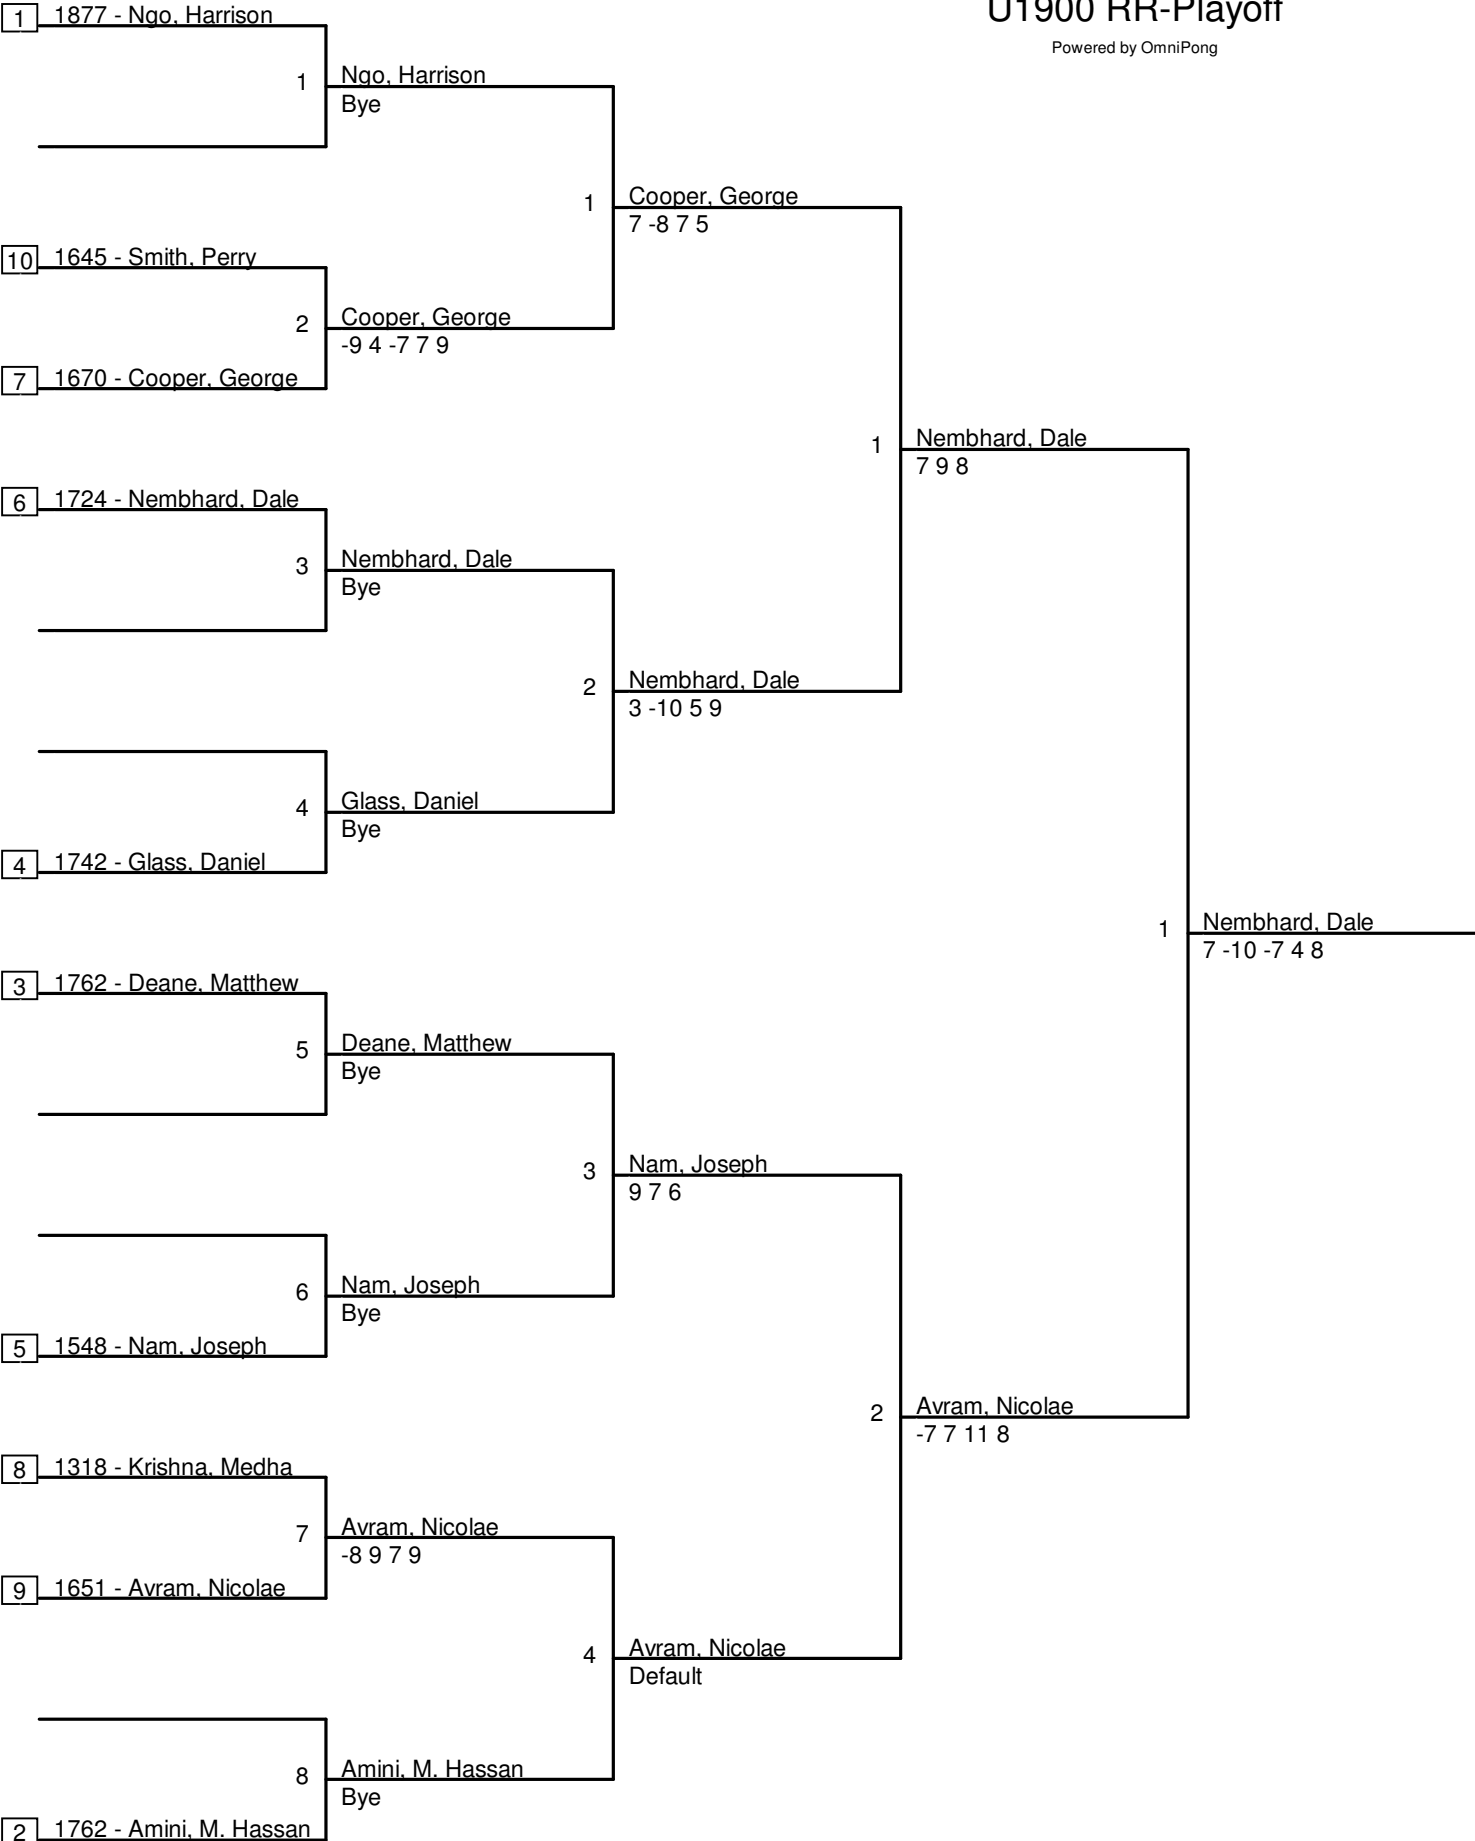 U1900 RR-Playoff
Powered by OmniPong
1 1877 - Ngo, Harrison
1 Ngo, Harrison
Bye
1 Cooper, George
7 -8 7 5
10 1645 - Smith, Perry
2 Cooper, George
-9 4 -7 7 9
7 1670 - Cooper, George
1 Nembhard, Dale
7 9 8
6 1724 - Nembhard, Dale
3 Nembhard, Dale
Bye
2 Nembhard, Dale
3 -10 5 9
4 Glass, Daniel
Bye
4 1742 - Glass, Daniel
1 Nembhard, Dale
7 -10 -7 4 8
3 1762 - Deane, Matthew
5 Deane, Matthew
Bye
3 Nam, Joseph
9 7 6
6 Nam, Joseph
Bye
5 1548 - Nam, Joseph
2 Avram, Nicolae
-7 7 11 8
8 1318 - Krishna, Medha
7 Avram, Nicolae
-8 9 7 9
9 1651 - Avram, Nicolae
4 Avram, Nicolae
Default
8 Amini, M. Hassan
Bye
2 1762 - Amini, M. Hassan